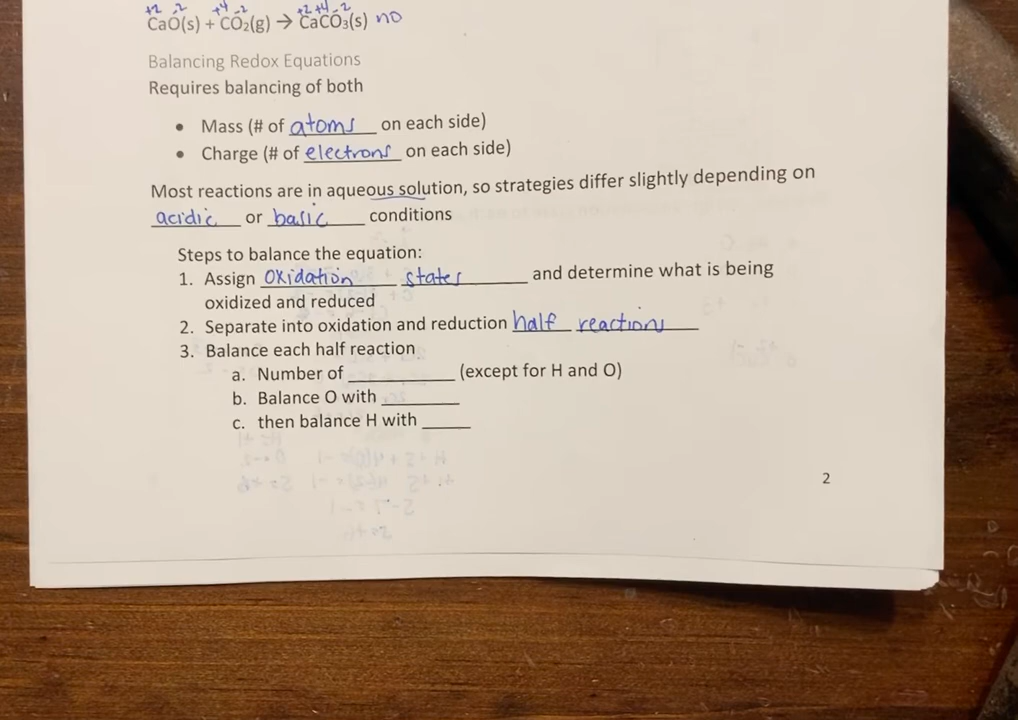 +2 -2 +4 -2 +2 +4 -2
CaO(s) + CO₂(g) → CaCO₃(s) no
Balancing Redox Equations
Requires balancing of both
• Mass (# of atoms on each side)
• Charge (# of electrons on each side)
Most reactions are in aqueous solution, so strategies differ slightly depending on
acidic or basic conditions
Steps to balance the equation:
1. Assign oxidation states and determine what is being
oxidized and reduced
2. Separate into oxidation and reduction half reactions
3. Balance each half reaction
a. Number of ________ (except for H and O)
b. Balance O with ________
c. then balance H with _____
2